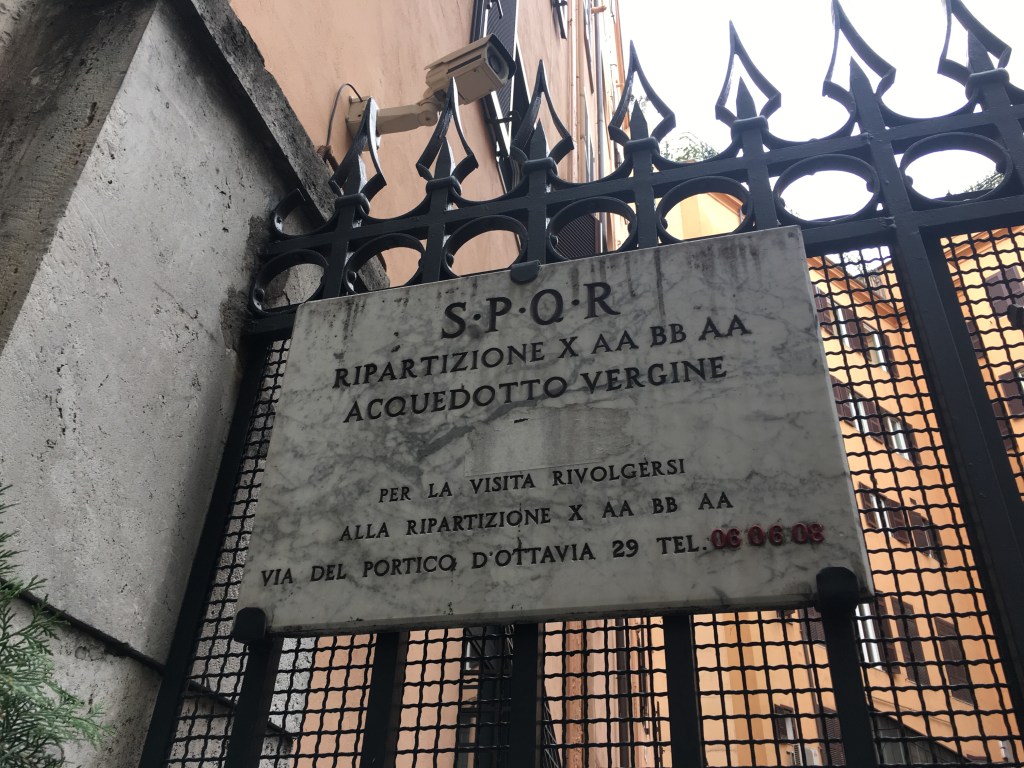 S·P·Q·R
RIPARTIZIONE X AA BB AA
ACQUEDOTTO VERGINE
PER LA VISITA RIVOLGERSI
ALLA RIPARTIZIONE X AA BB AA
VIA DEL PORTICO D'OTTAVIA 29 TEL. 06 06 08